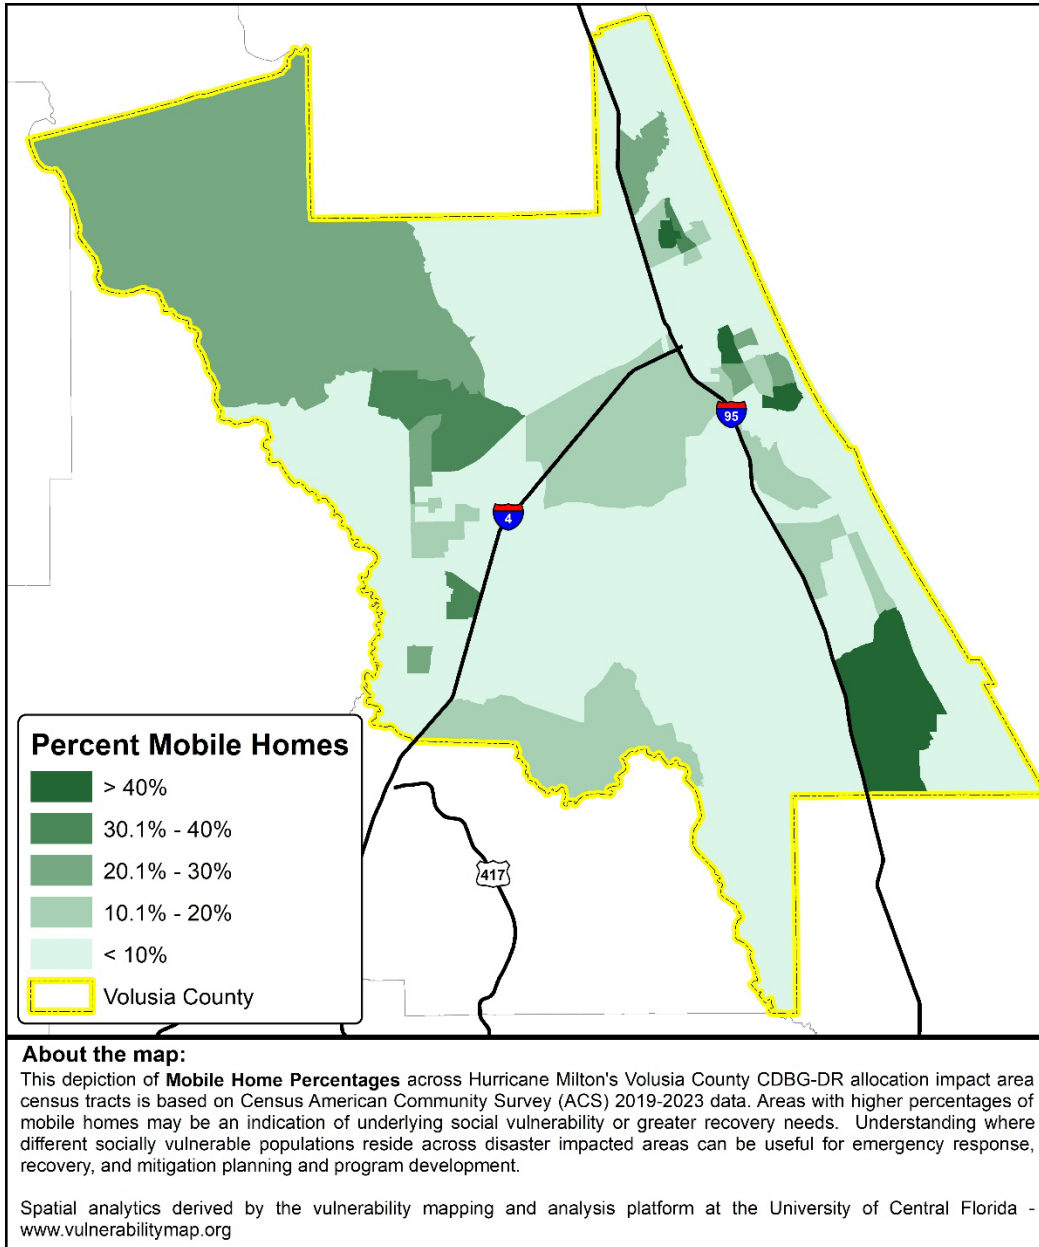 95
4
417
Percent Mobile Homes
> 40%
30.1% - 40%
20.1% - 30%
10.1% - 20%
< 10%
Volusia County
About the map:
This depiction of Mobile Home Percentages across Hurricane Milton's Volusia County CDBG-DR allocation impact area
census tracts is based on Census American Community Survey (ACS) 2019-2023 data. Areas with higher percentages of
mobile homes may be an indication of underlying social vulnerability or greater recovery needs. Understanding where
different socially vulnerable populations reside across disaster impacted areas can be useful for emergency response,
recovery, and mitigation planning and program development.
Spatial analytics derived by the vulnerability mapping and analysis platform at the University of Central Florida -
www.vulnerabilitymap.org